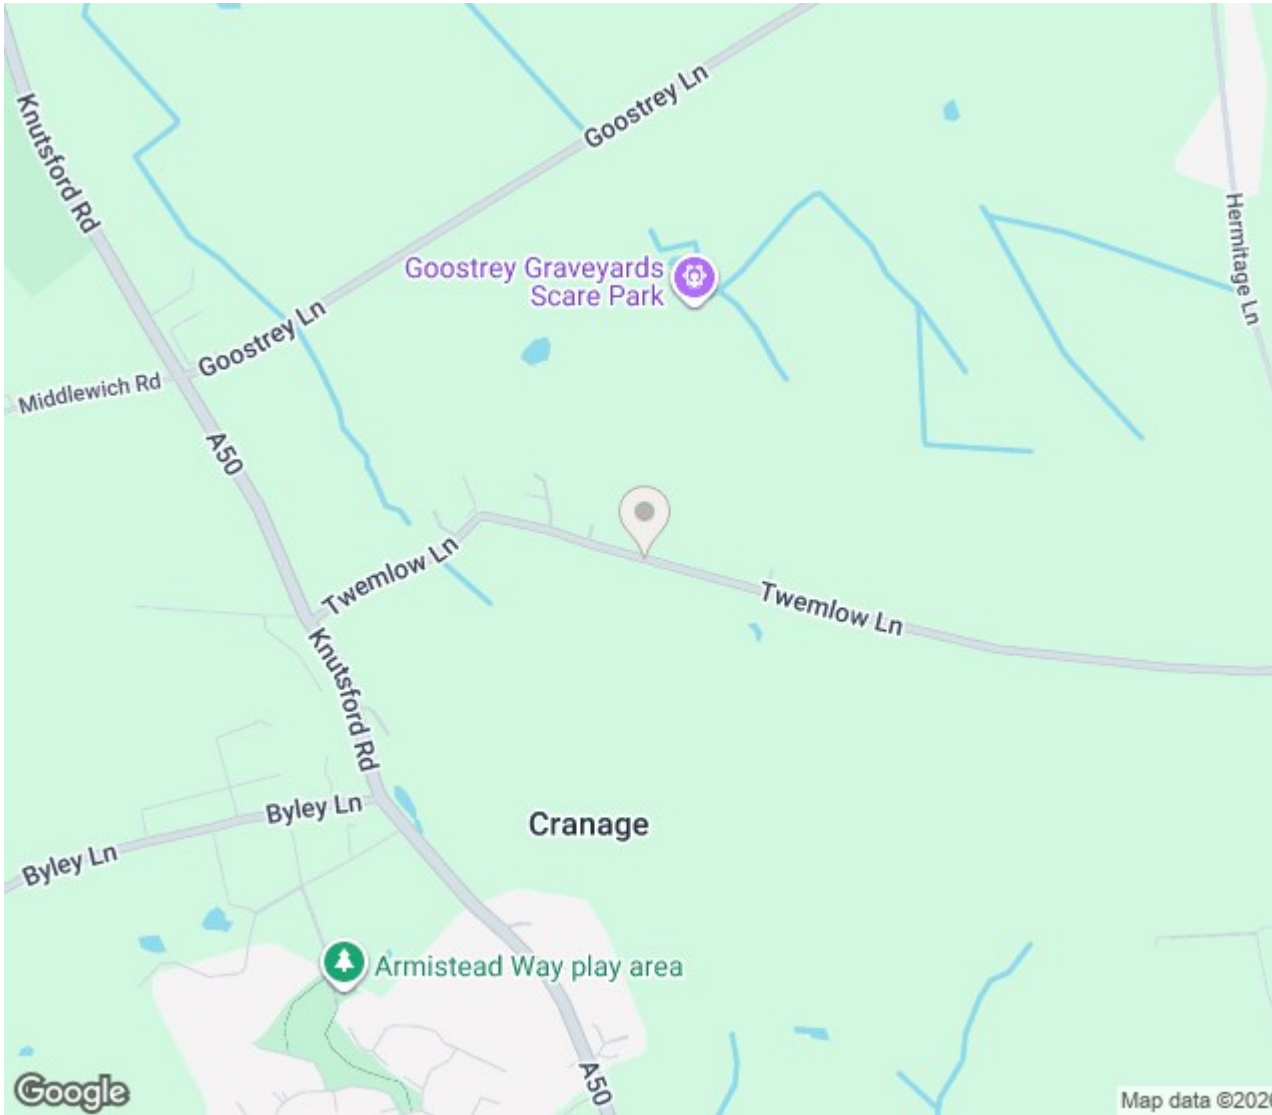 Knutsford Rd
Goostrey Ln
Hermitage Ln
Goostrey Graveyards
Scare Park
Goostrey Ln
Middlewich Rd
A50
Twemlow Ln
Twemlow Ln
Knutsford Rd
Byley Ln
Cranage
Byley Ln
Armistead Way play area
A50
Google
Map data ©202